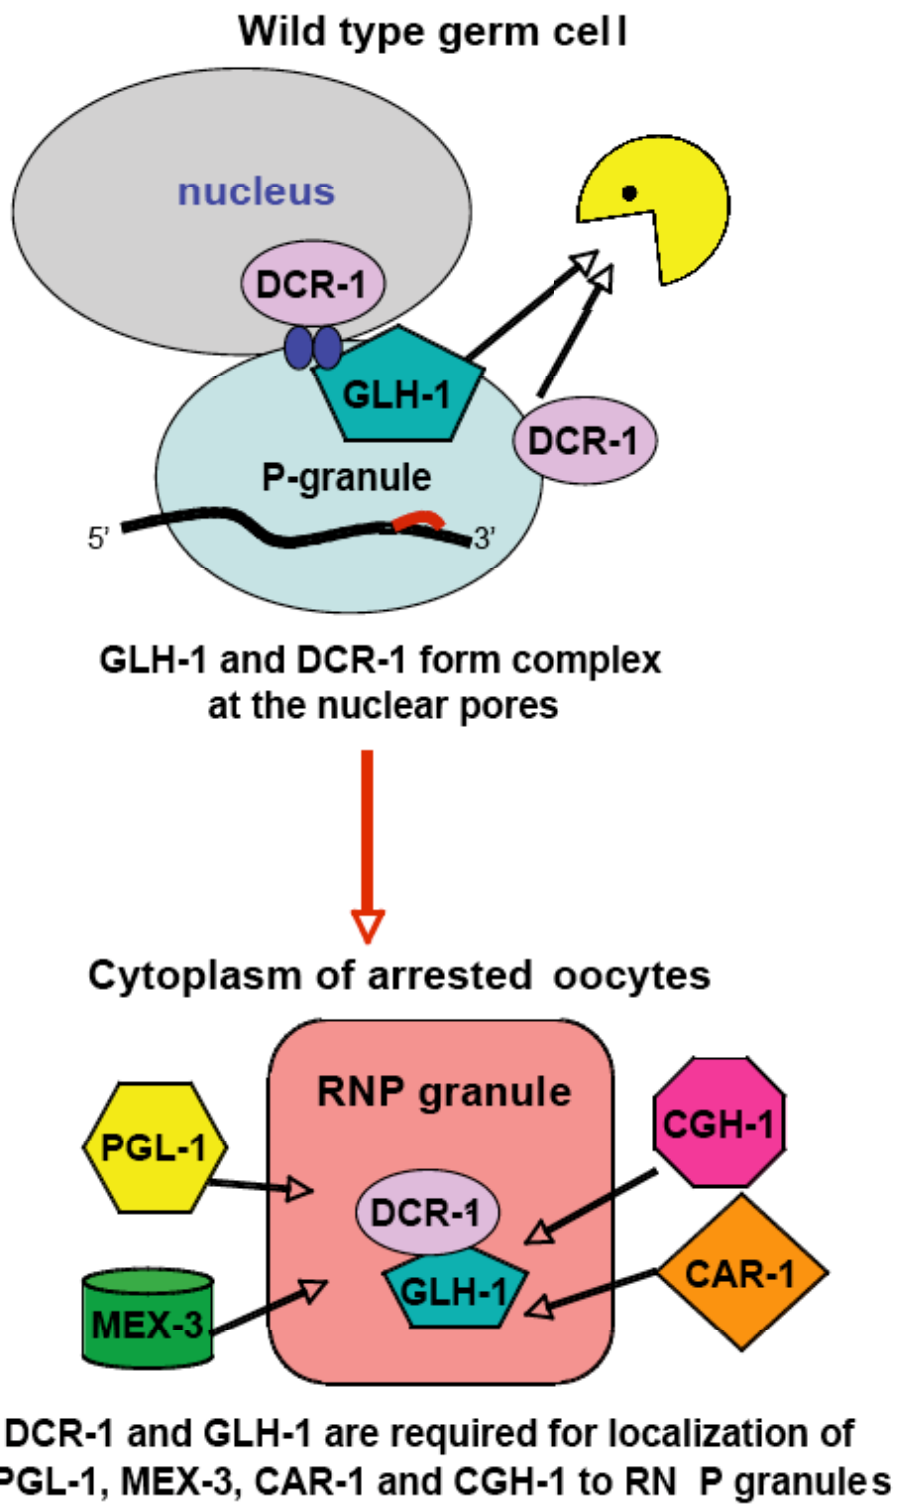 Wild type germ cell
nucleus
DCR-1
GLH-1
DCR-1
P-granule
5’
3’
GLH-1 and DCR-1 form complex
at the nuclear pores
Cytoplasm of arrested oocytes
RNP granule
CGH-1
PGL-1
DCR-1
CAR-1
GLH-1
MEX-3
DCR-1 and GLH-1 are required for localization of
PGL-1, MEX-3, CAR-1 and CGH-1 to RN P granules